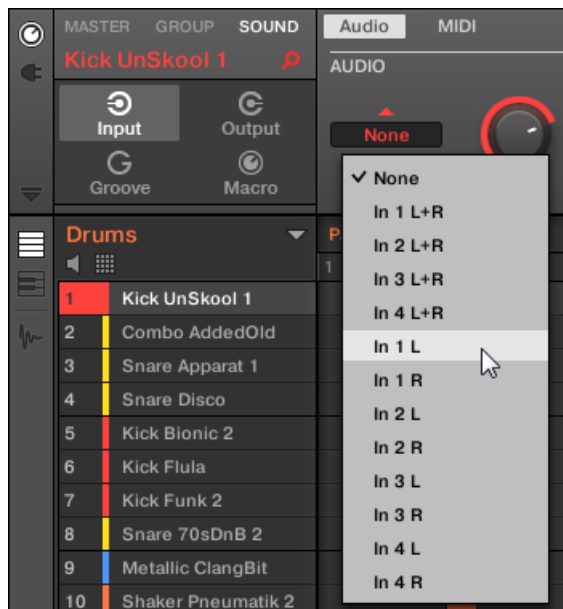 MASTER GROUP SOUND
Kick UnSkool 1
Input Output
Groove Macro
Audio MIDI
AUDIO
None
None
In 1 L+R
In 2 L+R
In 3 L+R
In 4 L+R
In 1 L
In 1 R
In 2 L
In 2 R
In 3 L
In 3 R
In 4 L
In 4 R
Drums
1
1 Kick UnSkool 1
2 Combo AddedOld
3 Snare Apparat 1
4 Snare Disco
5 Kick Bionic 2
6 Kick Flula
7 Kick Funk 2
8 Snare 70sDnB 2
9 Metallic ClangBit
10 Shaker Pneumatik 2